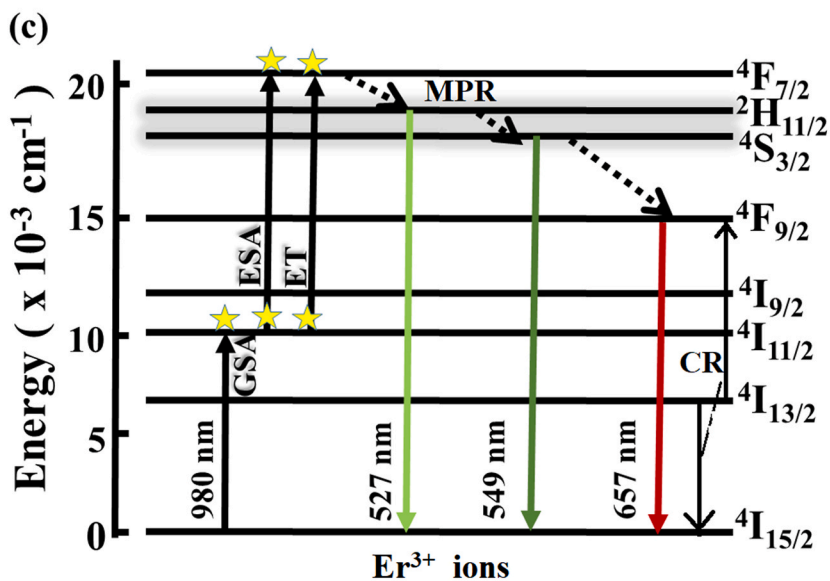 (c)
Energy ( x 10⁻³ cm⁻¹)
20
15
10
5
0
⁴F₇/₂
MPR
²H₁₁/₂
⁴S₃/₂
⁴F₉/₂
ESA
ET
⁴I₉/₂
GSA
⁴I₁₁/₂
CR
⁴I₁₃/₂
980 nm
527 nm
549 nm
657 nm
⁴I₁₅/₂
Er³⁺ ions